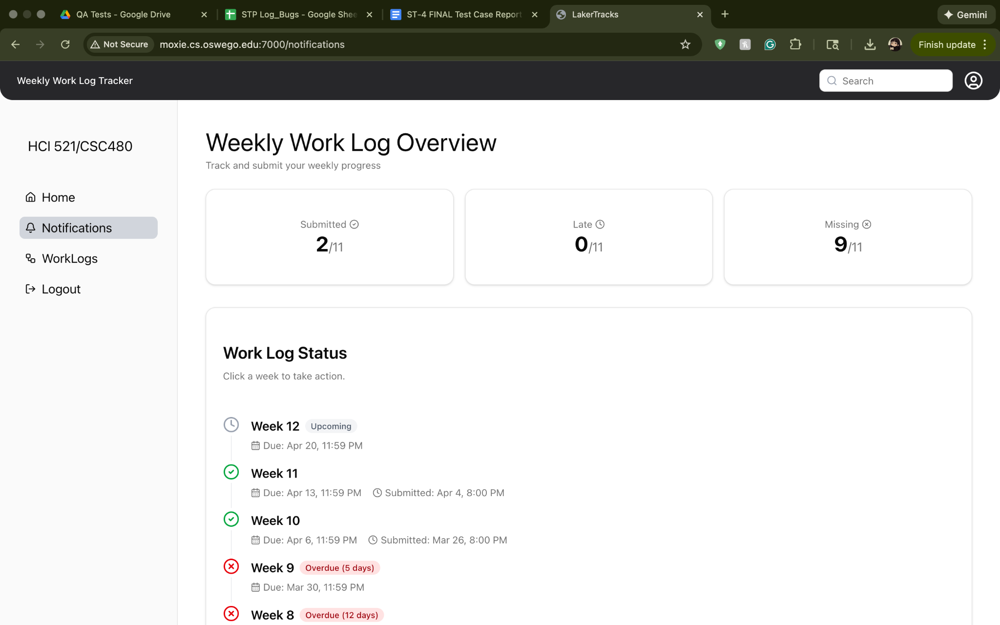 QA Tests - Google Drive
STP Log_Bugs - Google Shee
ST-4 FINAL Test Case Report
LakerTracks
Gemini
Not Secure
moxie.cs.oswego.edu:7000/notifications
Finish update
Weekly Work Log Tracker
Search
HCI 521/CSC480
Home
Notifications
WorkLogs
Logout
Weekly Work Log Overview
Track and submit your weekly progress
Submitted
2/11
Late
0/11
Missing
9/11
Work Log Status
Click a week to take action.
Week 12 Upcoming
Due: Apr 20, 11:59 PM
Week 11
Due: Apr 13, 11:59 PM Submitted: Apr 4, 8:00 PM
Week 10
Due: Apr 6, 11:59 PM Submitted: Mar 26, 8:00 PM
Week 9 Overdue (5 days)
Due: Mar 30, 11:59 PM
Week 8 Overdue (12 days)